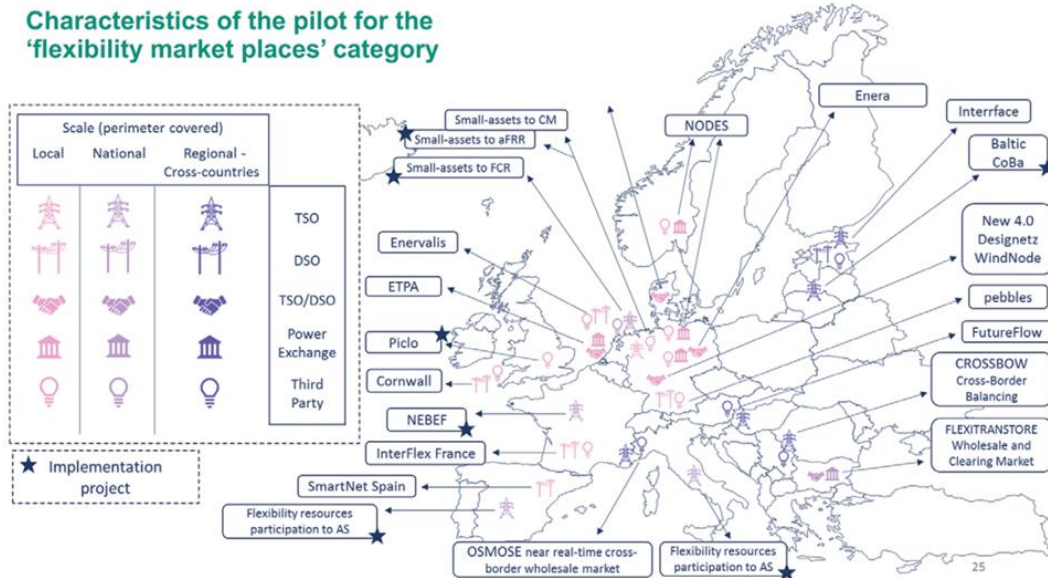 Characteristics of the pilot for the
‘flexibility market places’ category
Scale (perimeter covered)
Local
National
Regional -
Cross-countries
TSO
DSO
TSO/DSO
Power
Exchange
Third
Party
Implementation
project
Small-assets to CM
Small-assets to aFRR
Small-assets to FCR
Enervalis
ETPA
Piclo
Cornwall
NEBEF
InterFlex France
SmartNet Spain
Flexibility resources
participation to AS
OSMOSE near real-time cross-
border wholesale market
Flexibility resources
participation to AS
NODES
Enera
Interrface
Baltic
CoBa
New 4.0
Designetz
WindNode
pebbles
FutureFlow
CROSSBOW
Cross-Border
Balancing
FLEXITRANSTORE
Wholesale and
Clearing Market
25